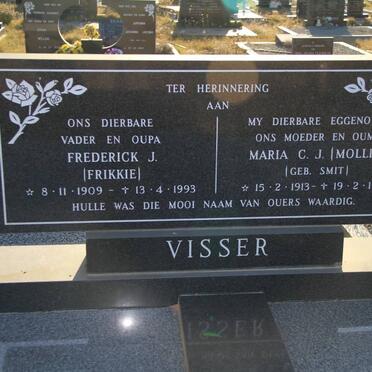 TER HERINNERING
AAN
ONS DIERBARE
VADER EN OUPA
FREDERICK J.
[FRIKKIE]
☆ 8·11·1909 – † 13·4·1993
MY DIERBARE EGGENO
ONS MOEDER EN OUM
MARIA C. J. [MOLLI
[GEB. SMIT]
☆ 15·2·1913 – † 19·2·1
HULLE WAS DIE MOOI NAAM VAN OUERS WAARDIG.
VISSER